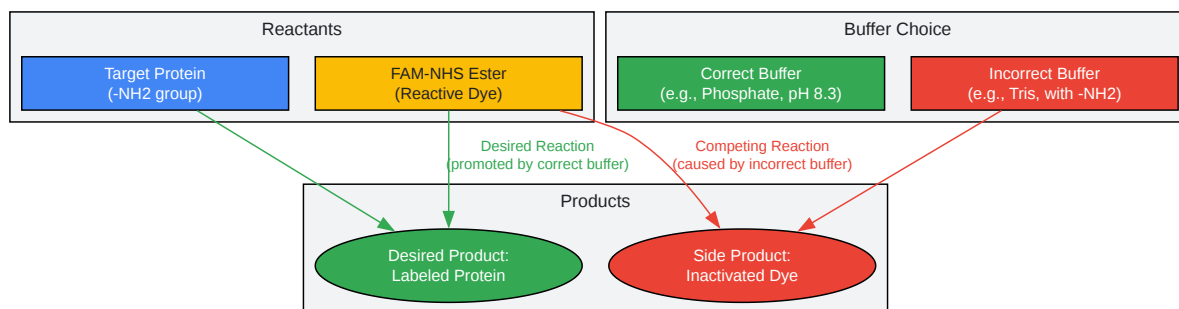 Reactants
Buffer Choice
Target Protein
(-NH2 group)
FAM-NHS Ester
(Reactive Dye)
Correct Buffer
(e.g., Phosphate, pH 8.3)
Incorrect Buffer
(e.g., Tris, with -NH2)
Desired Reaction
(promoted by correct buffer)
Competing Reaction
(caused by incorrect buffer)
Products
Desired Product:
Labeled Protein
Side Product:
Inactivated Dye